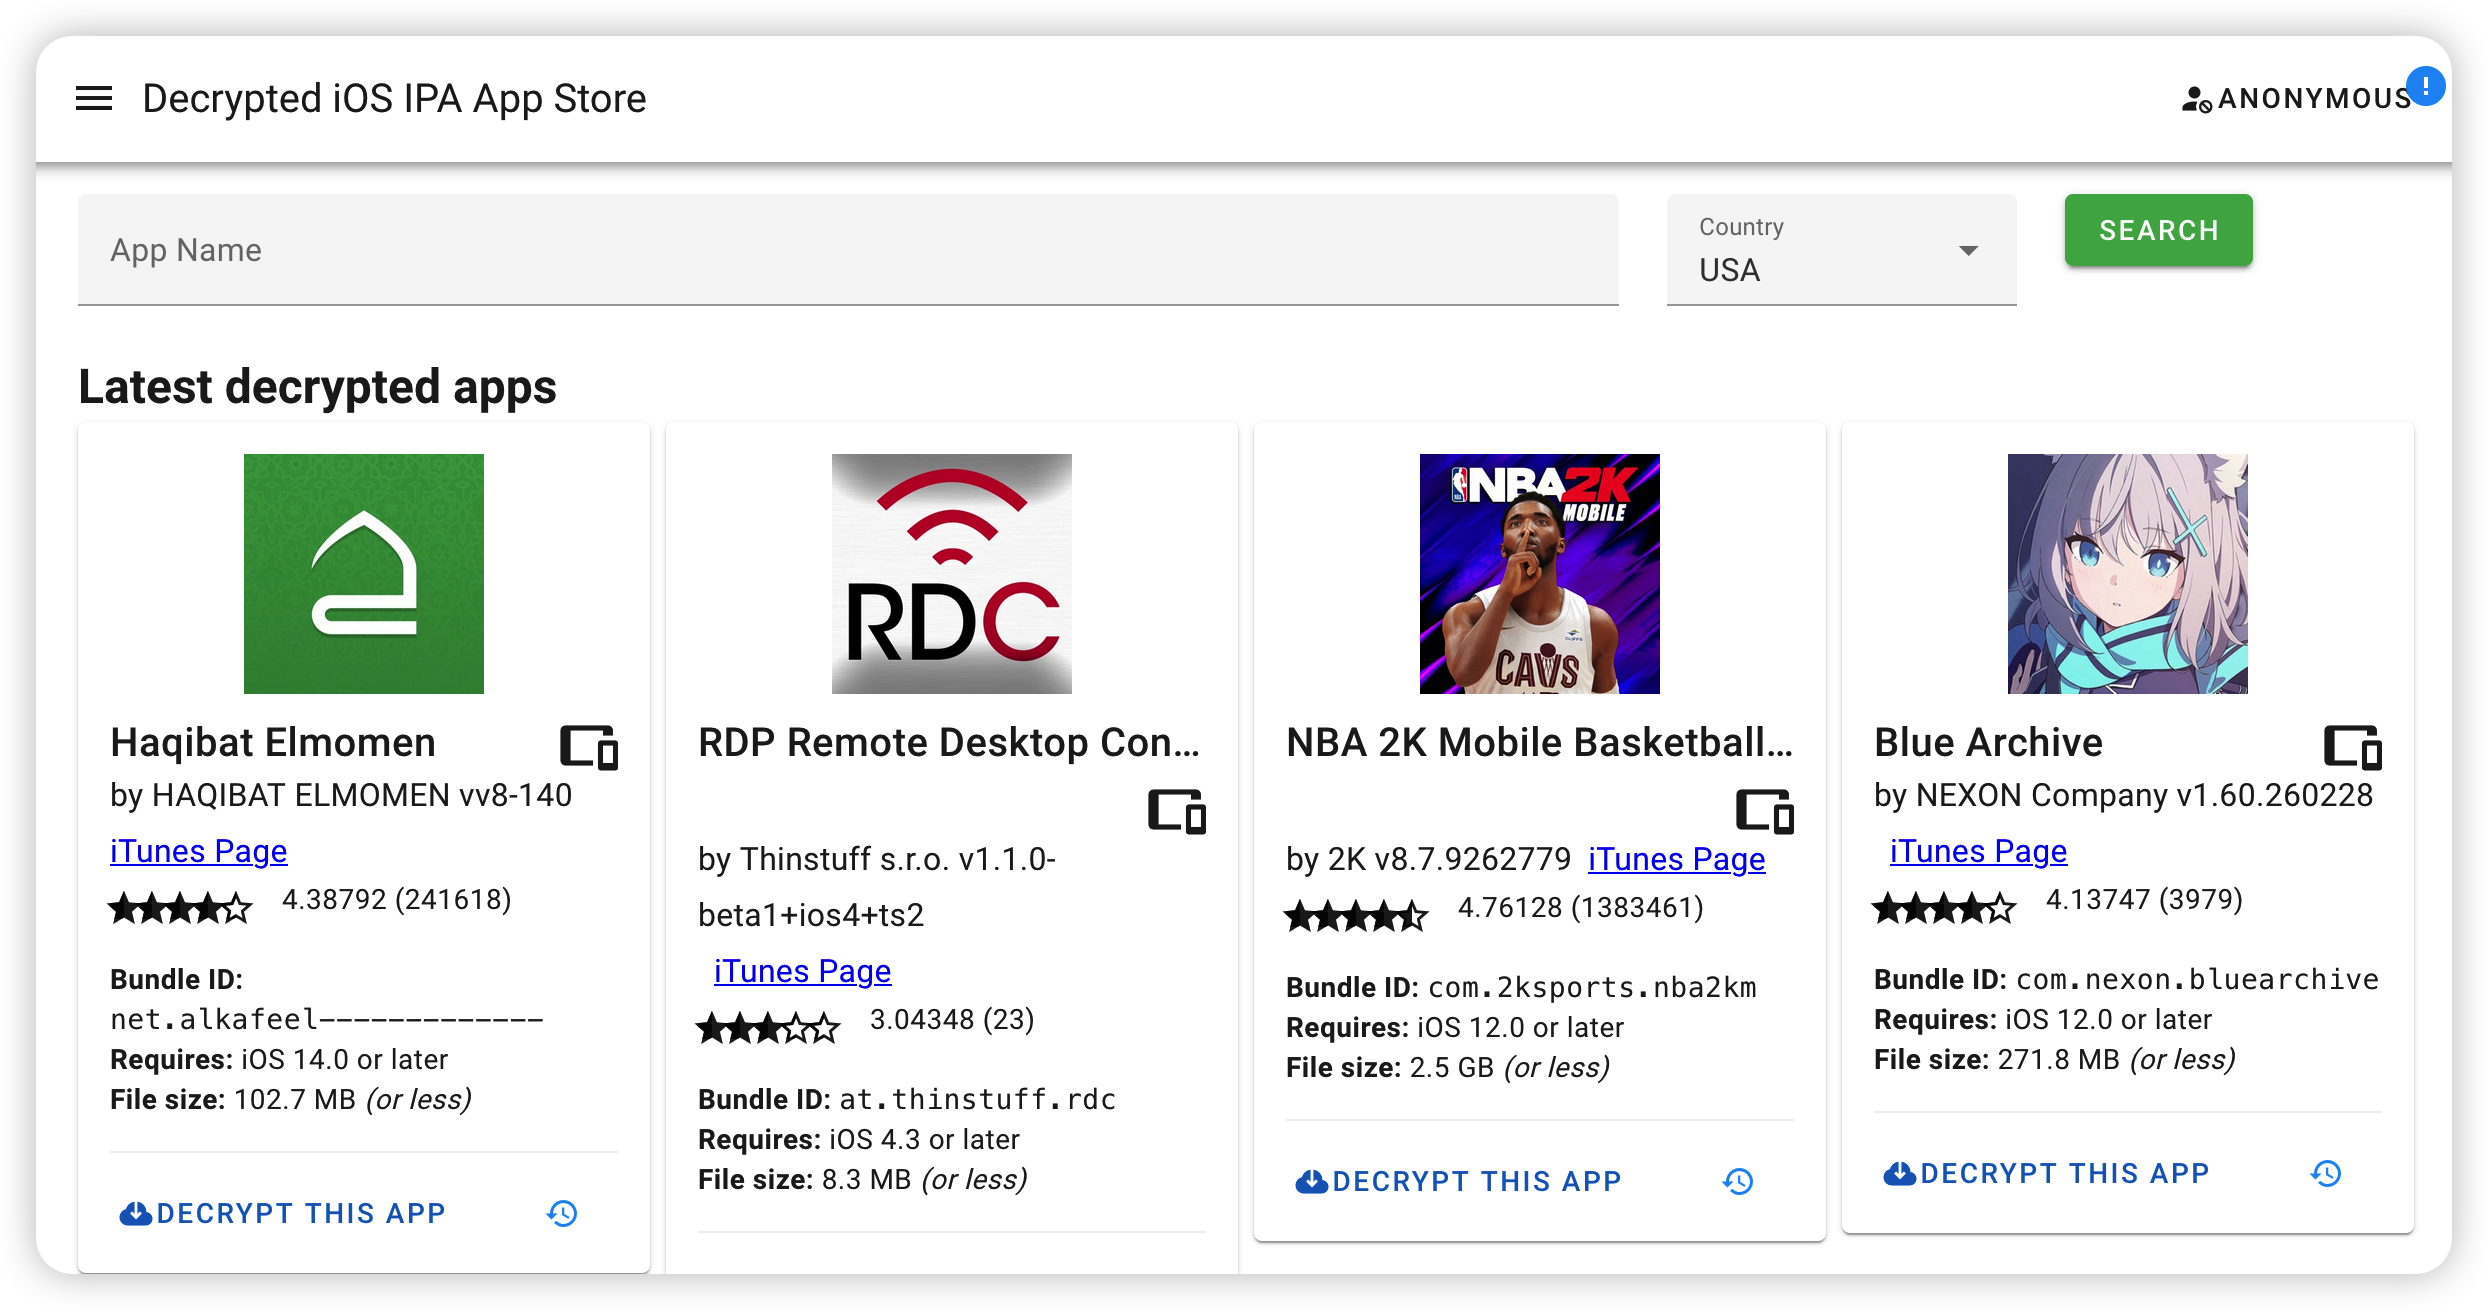 Decrypted iOS IPA App Store
ANONYMOUS
!
App Name
Country
USA
SEARCH
Latest decrypted apps
Haqibat Elmomen
by HAQIBAT ELMOMEN vv8-140
iTunes Page
4.38792 (241618)
Bundle ID:
net.alkafeel-------------
Requires: iOS 14.0 or later
File size: 102.7 MB (or less)
DECRYPT THIS APP
RDC
RDP Remote Desktop Con...
by Thinstuff s.r.o. v1.1.0-
beta1+ios4+ts2
iTunes Page
3.04348 (23)
Bundle ID: at.thinstuff.rdc
Requires: iOS 4.3 or later
File size: 8.3 MB (or less)
NBA2K
MOBILE
CAVS
NBA 2K Mobile Basketball...
by 2K v8.7.9262779 iTunes Page
4.76128 (1383461)
Bundle ID: com.2ksports.nba2km
Requires: iOS 12.0 or later
File size: 2.5 GB (or less)
DECRYPT THIS APP
Blue Archive
by NEXON Company v1.60.260228
iTunes Page
4.13747 (3979)
Bundle ID: com.nexon.bluearchive
Requires: iOS 12.0 or later
File size: 271.8 MB (or less)
DECRYPT THIS APP